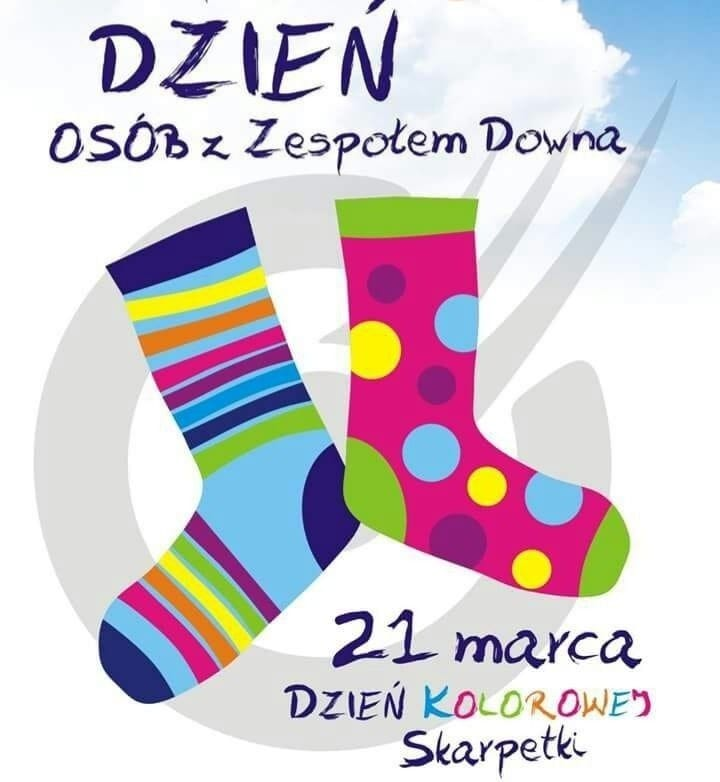 DZIEŃ
OSÓB z Zespołem Downa
21 marca
DZIEŃ KOLOROWEJ
Skarpetki